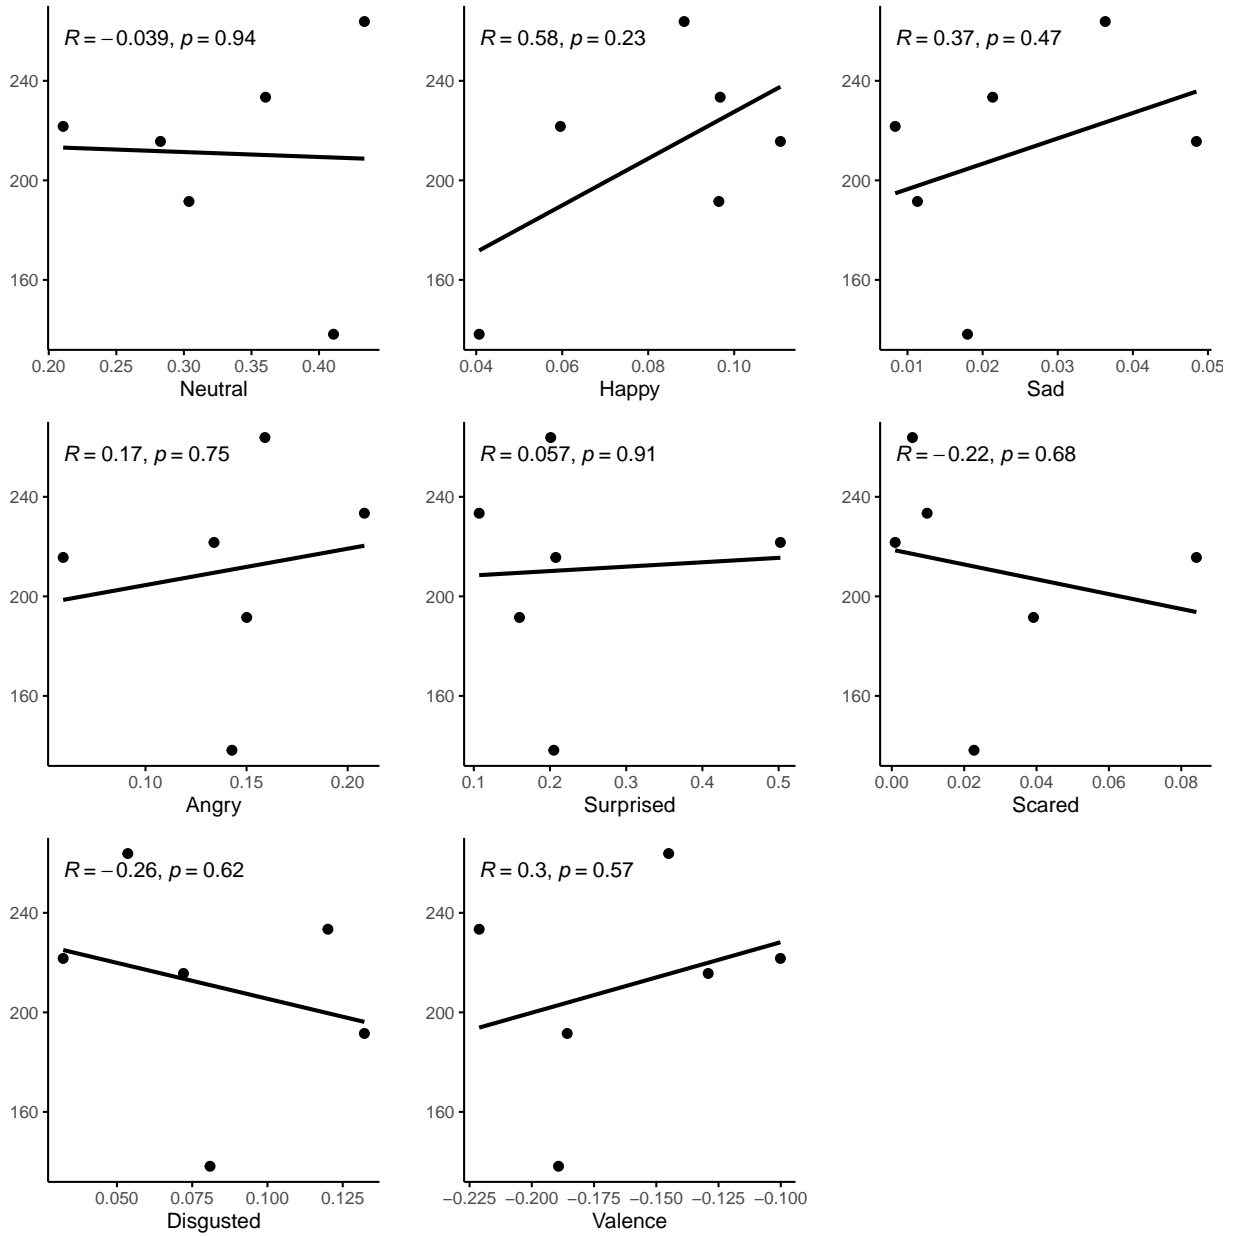 R = −0.039, p = 0.94
240
200
160
0.20 0.25 0.30 0.35 0.40
Neutral
R = 0.58, p = 0.23
240
200
160
0.04 0.06 0.08 0.10
Happy
R = 0.37, p = 0.47
240
200
160
0.01 0.02 0.03 0.04 0.05
Sad
R = 0.17, p = 0.75
240
200
160
0.10 0.15 0.20
Angry
R = 0.057, p = 0.91
240
200
160
0.1 0.2 0.3 0.4 0.5
Surprised
R = −0.22, p = 0.68
240
200
160
0.00 0.02 0.04 0.06 0.08
Scared
R = −0.26, p = 0.62
240
200
160
0.050 0.075 0.100 0.125
Disgusted
R = 0.3, p = 0.57
240
200
160
−0.225 −0.200 −0.175 −0.150 −0.125 −0.100
Valence